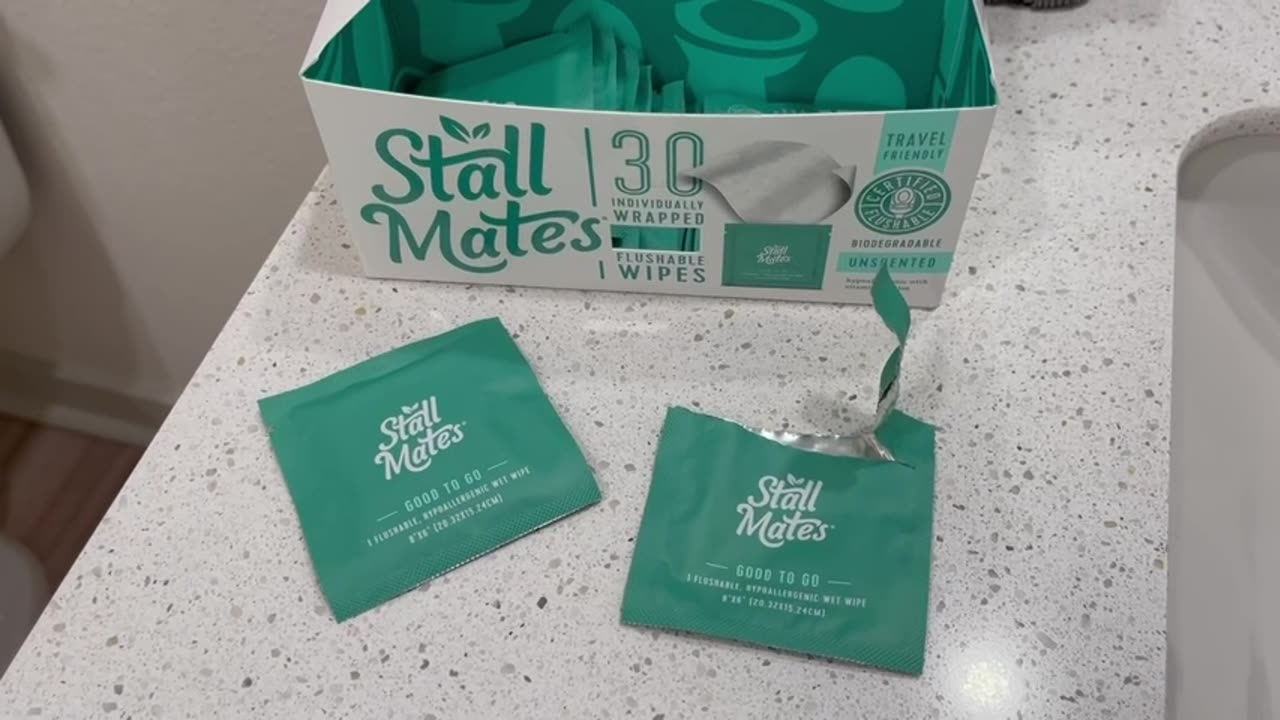 Stall
Mates
30
INDIVIDUALLY
WRAPPED
FLUSHABLE
WIPES
TRAVEL
FRIENDLY
CERTIFIED
FLUSHABLE
BIODEGRADABLE
UNSCENTED
Stall
Mates
Stall
Mates
GOOD TO GO
1 FLUSHABLE, HYPOALLERGENIC WET WIPE
8"X6" (20.32X15.24CM)
Stall
Mates
GOOD TO GO
1 FLUSHABLE, HYPOALLERGENIC WET WIPE
8"X6" (20.32X15.24CM)